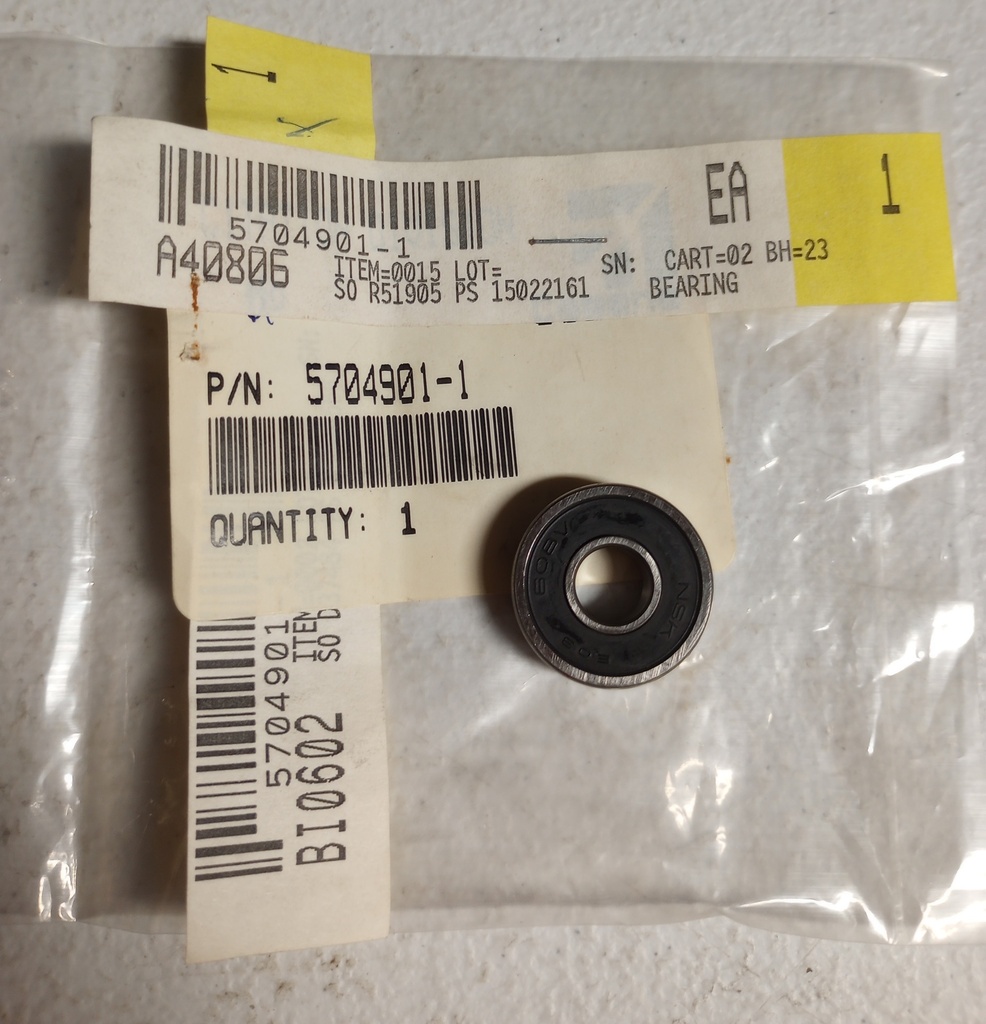 1
5704901-1
EA
1
A40806
ITEM=0015 LOT=
SN: CART=02 BH=23
SO R51905 PS 15022161
BEARING
P/N: 5704901-1
QUANTITY: 1
608V
NSK
5704901
ITEM
SO D
BI0602